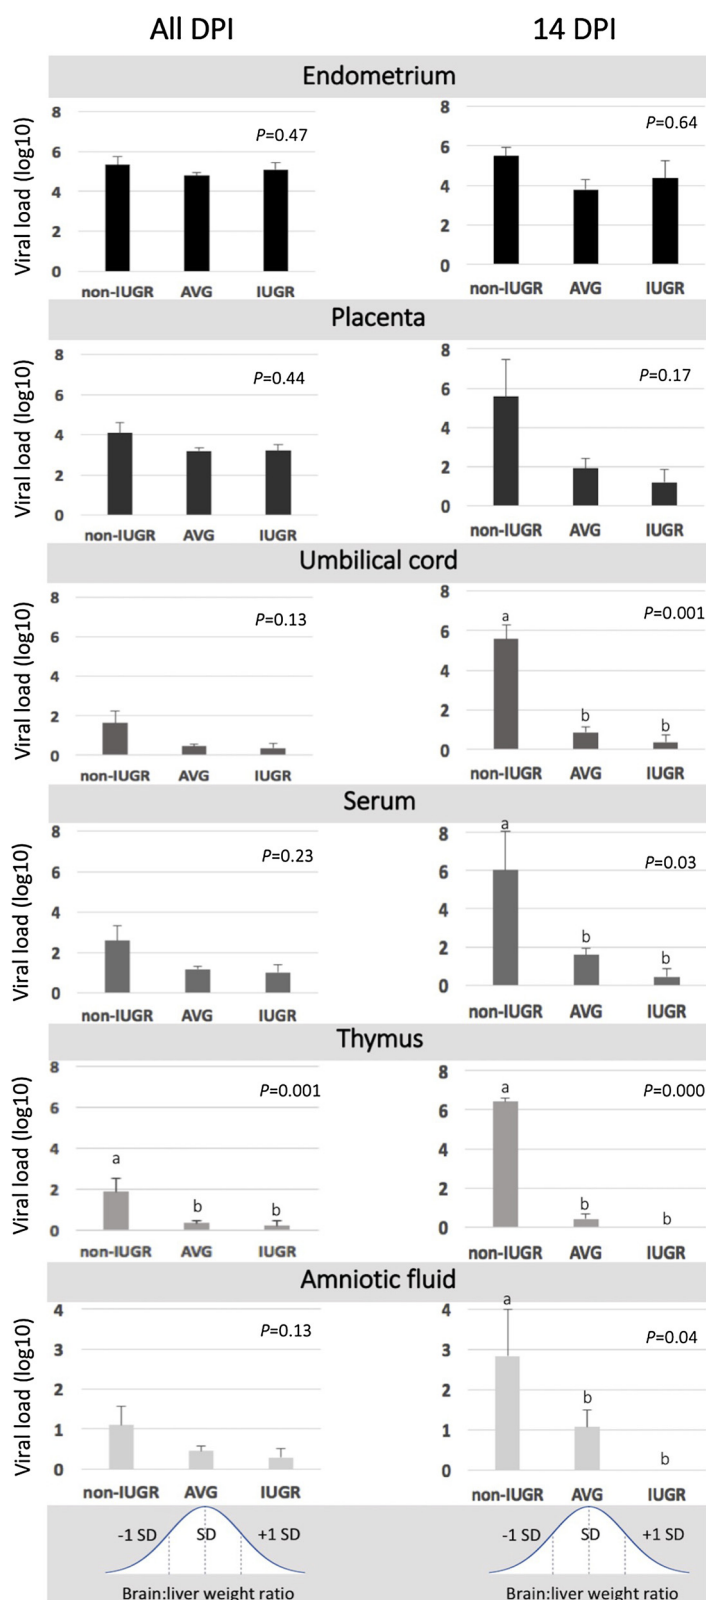 All DPI 14 DPI
Endometrium
Viral load (log10)
8
6
4
2
0
P=0.47
non-IUGR AVG IUGR
8
6
4
2
0
P=0.64
non-IUGR AVG IUGR
Placenta
Viral load (log10)
8
6
4
2
0
P=0.44
non-IUGR AVG IUGR
8
6
4
2
0
P=0.17
non-IUGR AVG IUGR
Umbilical cord
Viral load (log10)
8
6
4
2
0
P=0.13
non-IUGR AVG IUGR
8
6
4
2
0
P=0.001
a
b
b
non-IUGR AVG IUGR
Serum
Viral load (log10)
8
6
4
2
0
P=0.23
non-IUGR AVG IUGR
8
6
4
2
0
P=0.03
a
b
b
non-IUGR AVG IUGR
Thymus
Viral load (log10)
8
6
4
2
0
P=0.001
a
b
b
non-IUGR AVG IUGR
8
6
4
2
0
P=0.000
a
b
b
non-IUGR AVG IUGR
Amniotic fluid
Viral load (log10)
4
3
2
1
0
P=0.13
non-IUGR AVG IUGR
4
3
2
1
0
P=0.04
a
b
b
non-IUGR AVG IUGR
-1 SD SD +1 SD
Brain:liver weight ratio
-1 SD SD +1 SD
Brain:liver weight ratio